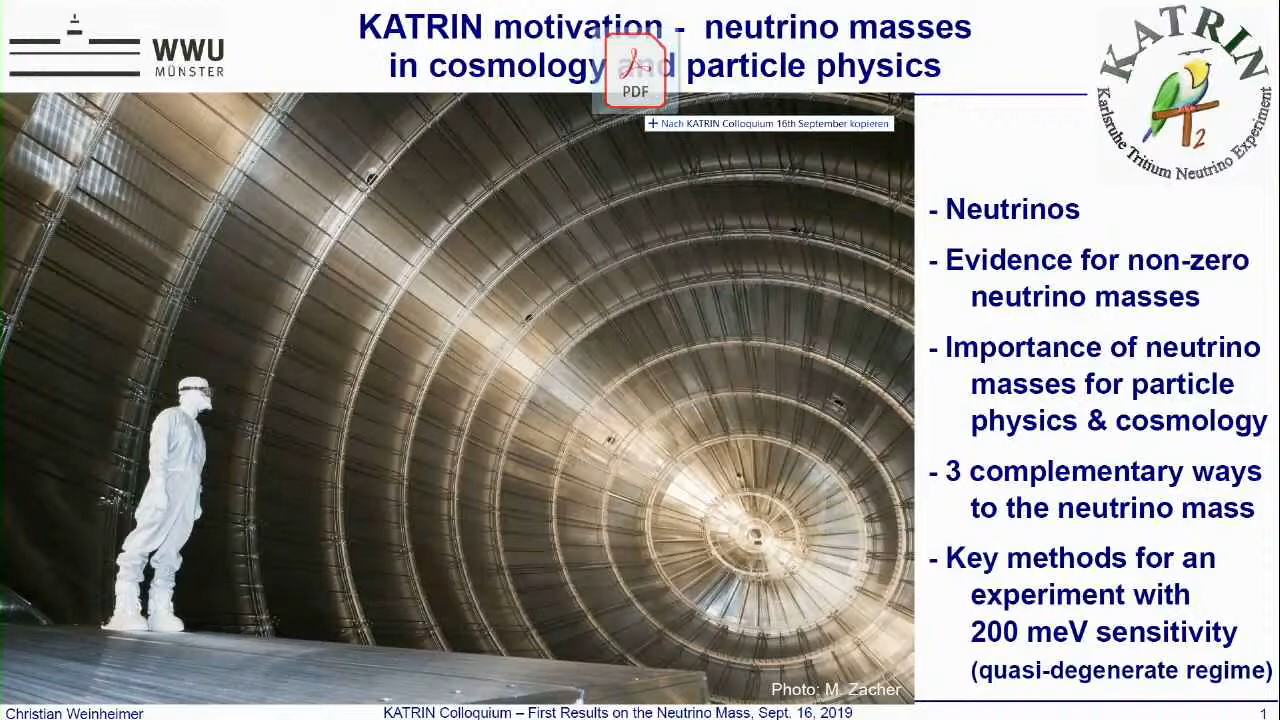 WWU
MÜNSTER
KATRIN motivation - neutrino masses
in cosmology and particle physics
PDF
+ Nach KATRIN Colloquium 16th September kopieren
KATRIN
Karlsruhe Tritium Neutrino Experiment
2
- Neutrinos
- Evidence for non-zero
neutrino masses
- Importance of neutrino
masses for particle
physics & cosmology
- 3 complementary ways
to the neutrino mass
- Key methods for an
experiment with
200 meV sensitivity
(quasi-degenerate regime)
Photo: M. Zacher
Christian Weinheimer
KATRIN Colloquium – First Results on the Neutrino Mass, Sept. 16, 2019
1